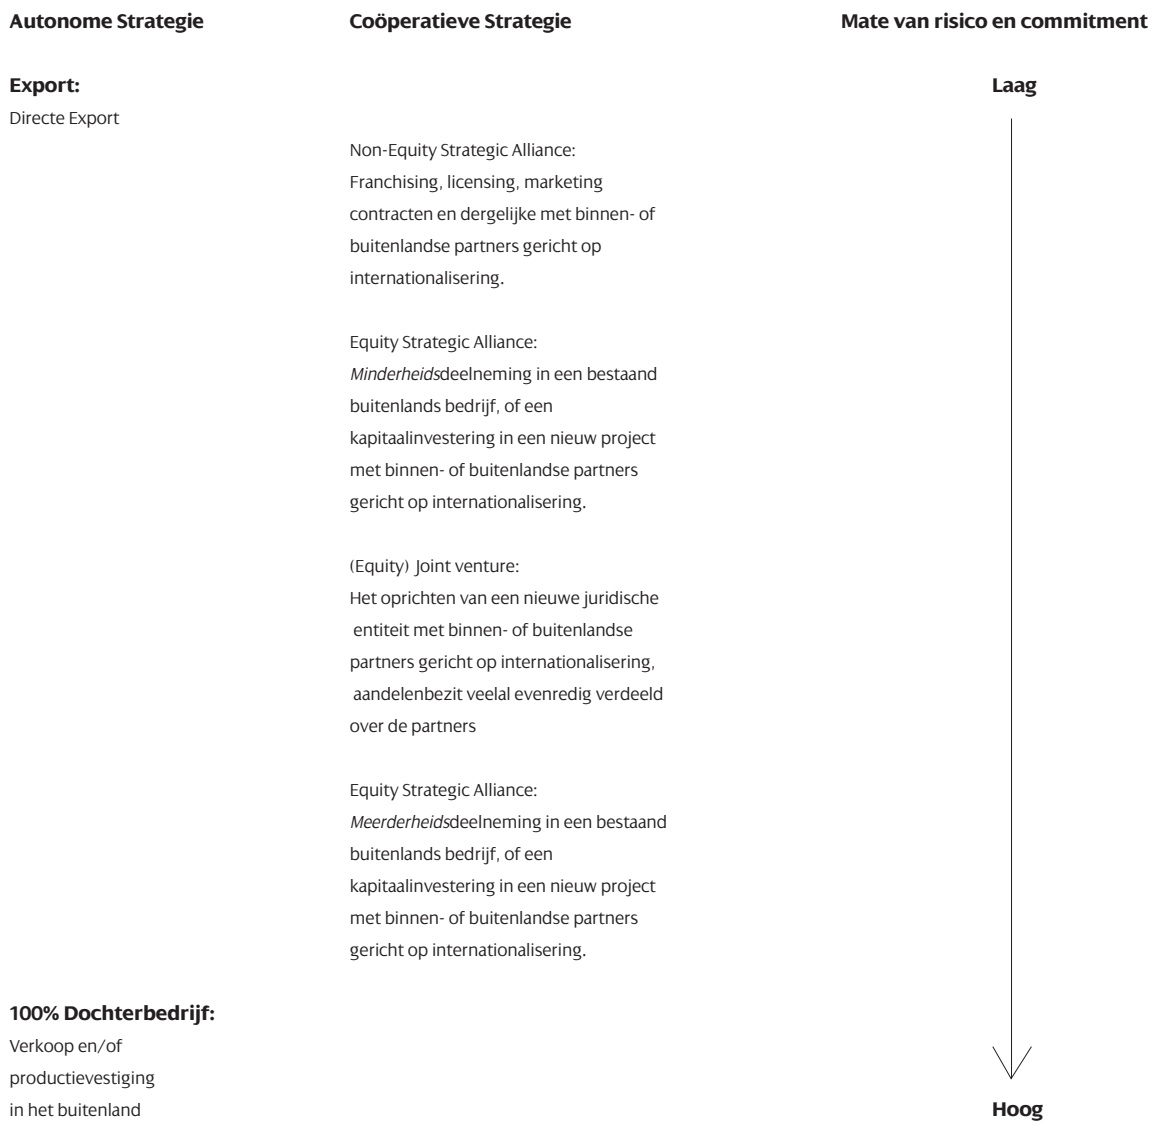 Autonome Strategie
Coöperatieve Strategie
Mate van risico en commitment
Export:
Laag
Directe Export
Non-Equity Strategic Alliance:
Franchising, licensing, marketing
contracten en dergelijke met binnen- of
buitenlandse partners gericht op
internationalisering.
Equity Strategic Alliance:
Minderheidsdeelneming in een bestaand
buitenlands bedrijf, of een
kapitaalinvestering in een nieuw project
met binnen- of buitenlandse partners
gericht op internationalisering.
(Equity) Joint venture:
Het oprichten van een nieuwe juridische
entiteit met binnen- of buitenlandse
partners gericht op internationalisering,
aandelenbezit veelal evenredig verdeeld
over de partners
Equity Strategic Alliance:
Meerderheidsdeelneming in een bestaand
buitenlands bedrijf, of een
kapitaalinvestering in een nieuw project
met binnen- of buitenlandse partners
gericht op internationalisering.
100% Dochterbedrijf:
Verkoop en/of
productievestiging
in het buitenland
Hoog